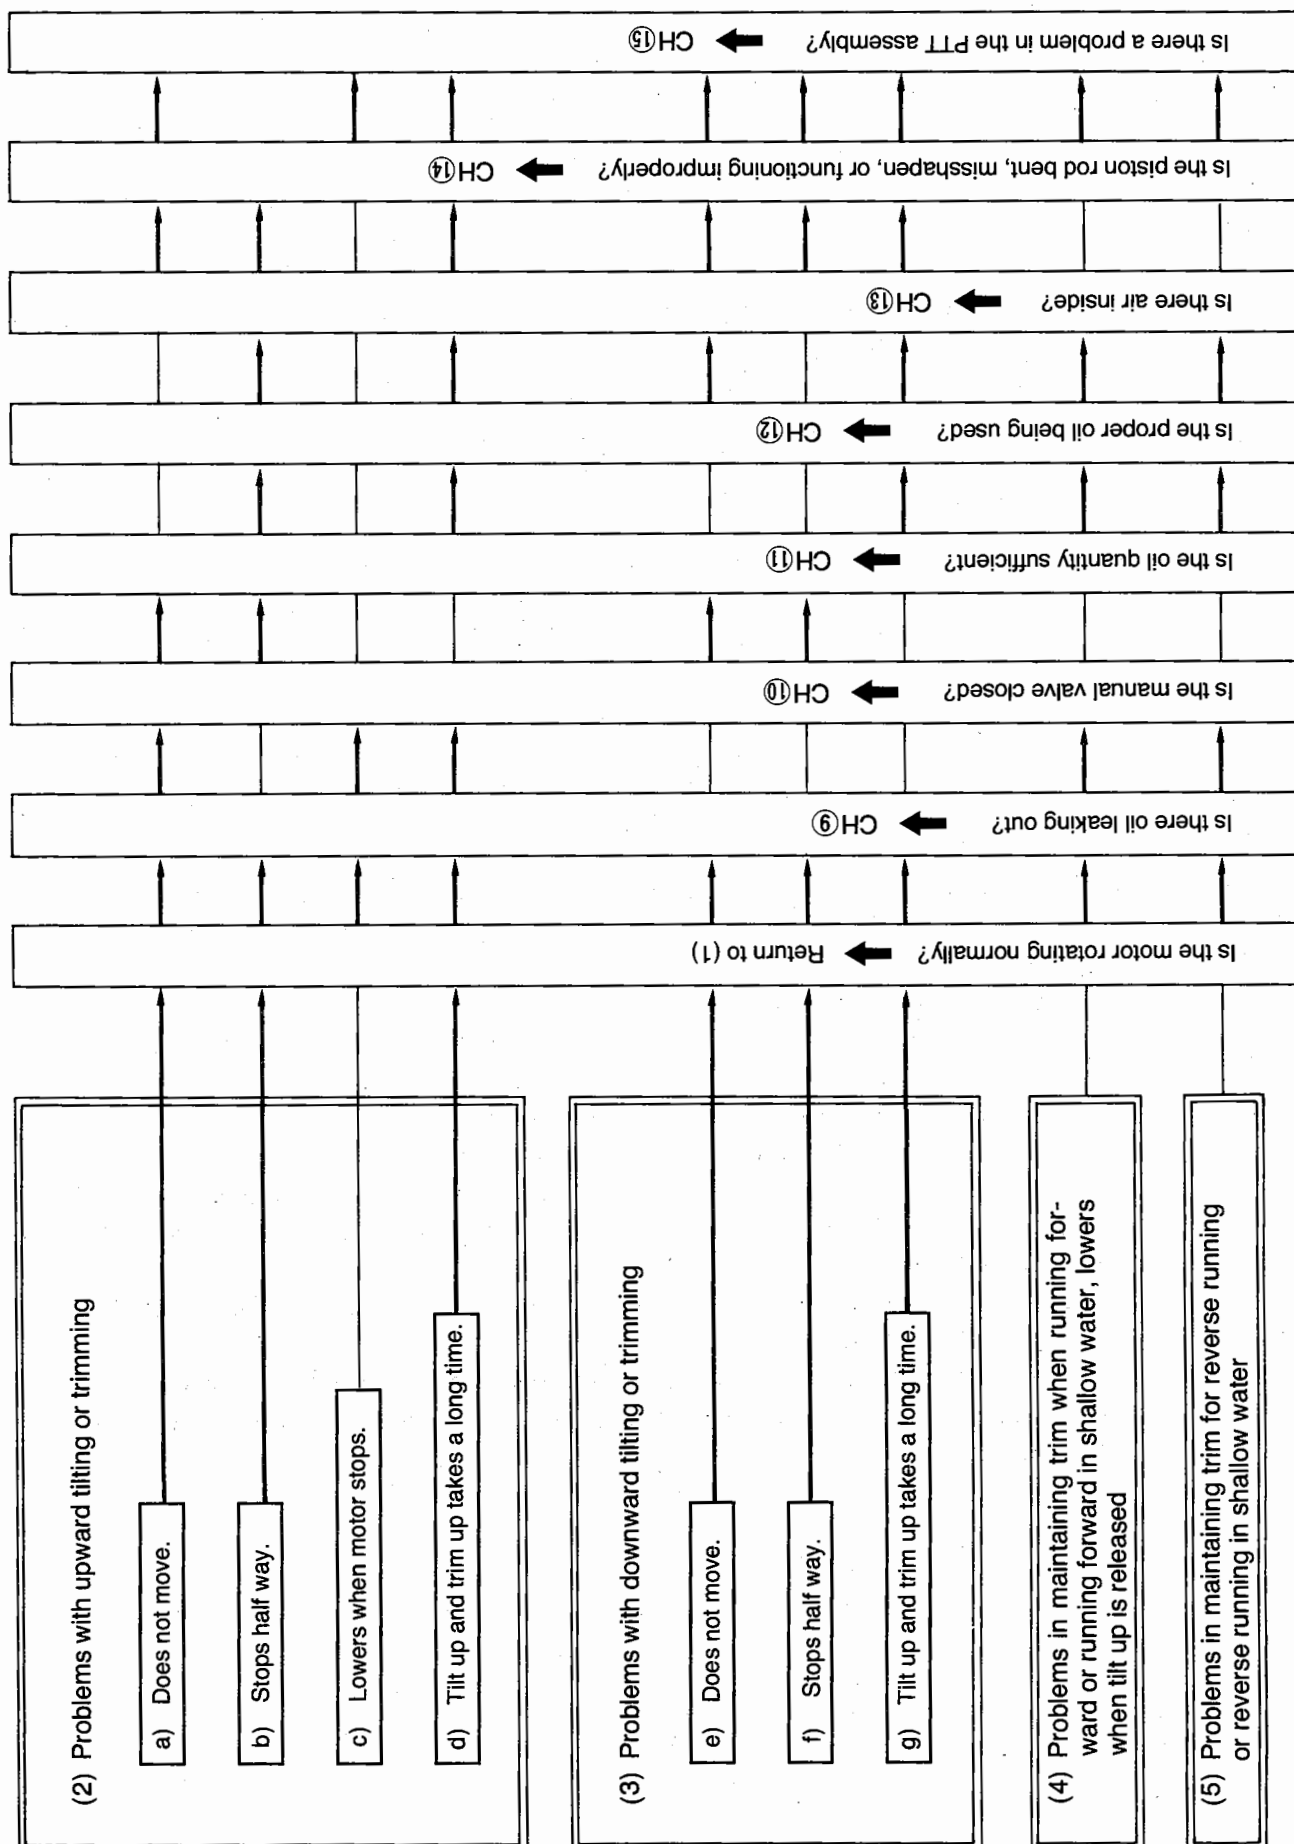 (2) Problems with upward tilting or trimming
a) Does not move.
b) Stops half way.
c) Lowers when motor stops.
d) Tilt up and trim up takes a long time.
(3) Problems with downward tilting or trimming
e) Does not move.
f) Stops half way.
g) Tilt up and trim up takes a long time.
(4) Problems in maintaining trim when running for-
ward or running forward in shallow water, lowers
when tilt up is released
(5) Problems in maintaining trim for reverse running
or reverse running in shallow water
Is the motor rotating normally? Return to (1)
Is there oil leaking out? CH⑨
Is the manual valve closed? CH⑩
Is the oil quantity sufficient? CH⑪
Is the proper oil being used? CH⑫
Is there air inside? CH⑬
Is the piston rod bent, misshapen, or functioning improperly? CH⑭
Is there a problem in the PTT assembly? CH⑮